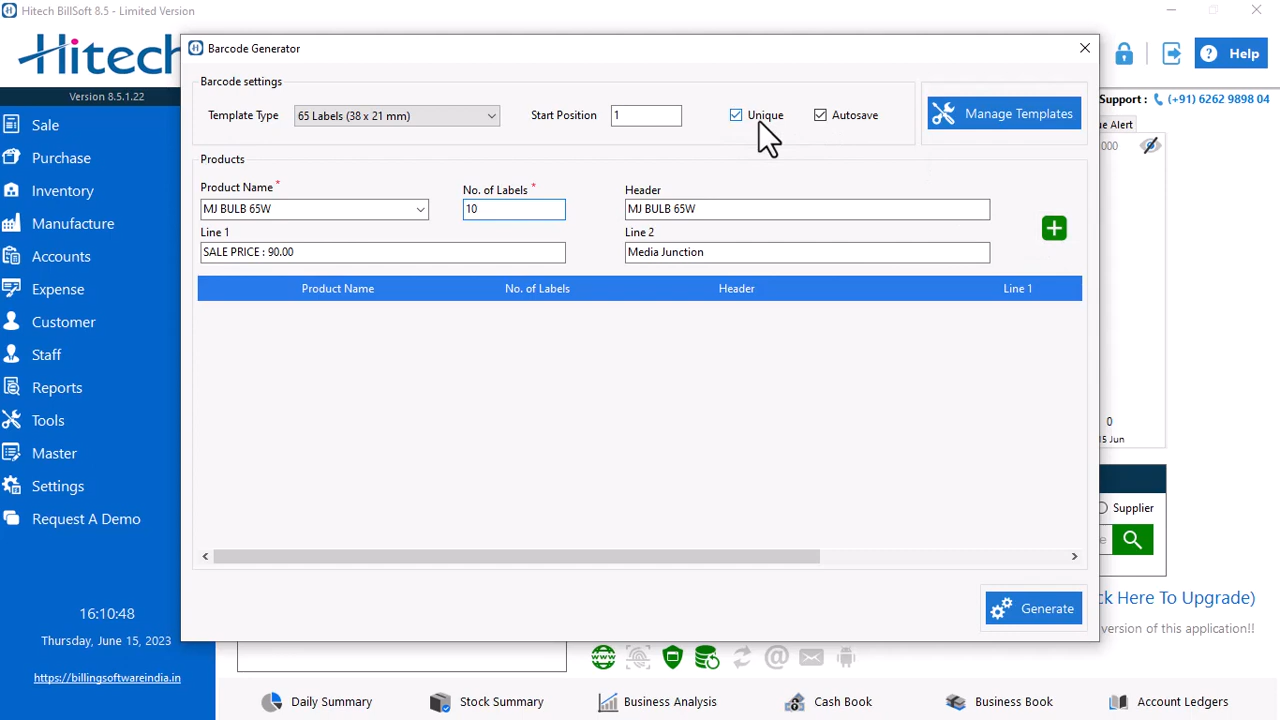 Hitech BillSoft 8.5 - Limited Version
Hitech
Version 8.5.1.22
Sale
Purchase
Inventory
Manufacture
Accounts
Expense
Customer
Staff
Reports
Tools
Master
Settings
Request A Demo
16:10:48
Thursday, June 15, 2023
https://billingsoftwareindia.in
Barcode Generator
Barcode settings
Template Type
65 Labels (38 x 21 mm)
Start Position
1
Unique
Autosave
Manage Templates
Products
Product Name *
No. of Labels *
Header
MJ BULB 65W
10
MJ BULB 65W
Line 1
Line 2
SALE PRICE : 90.00
Media Junction
Product Name
No. of Labels
Header
Line 1
Generate
Help
Support : (+91) 6262 9898 04
ue Alert
000
0
15 Jun
Supplier
e
ck Here To Upgrade)
version of this application!!
Daily Summary
Stock Summary
Business Analysis
Cash Book
Business Book
Account Ledgers